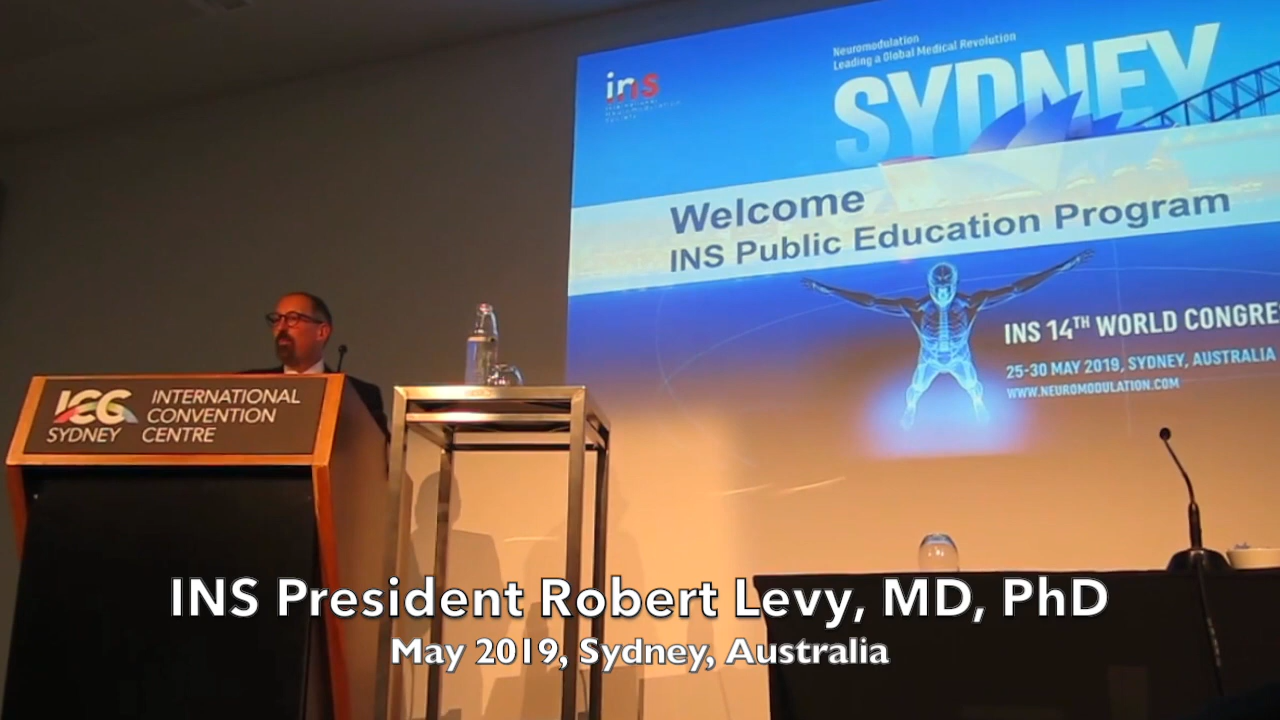 Neuromodulation
Leading a Global Medical Revolution
SYDNEY
ins
Welcome
INS Public Education Program
INS 14TH WORLD CONGRE
25-30 MAY 2019, SYDNEY, AUSTRALIA
WWW.NEUROMODULATION.COM
ICC
SYDNEY
INTERNATIONAL
CONVENTION
CENTRE
INS President Robert Levy, MD, PhD
May 2019, Sydney, Australia